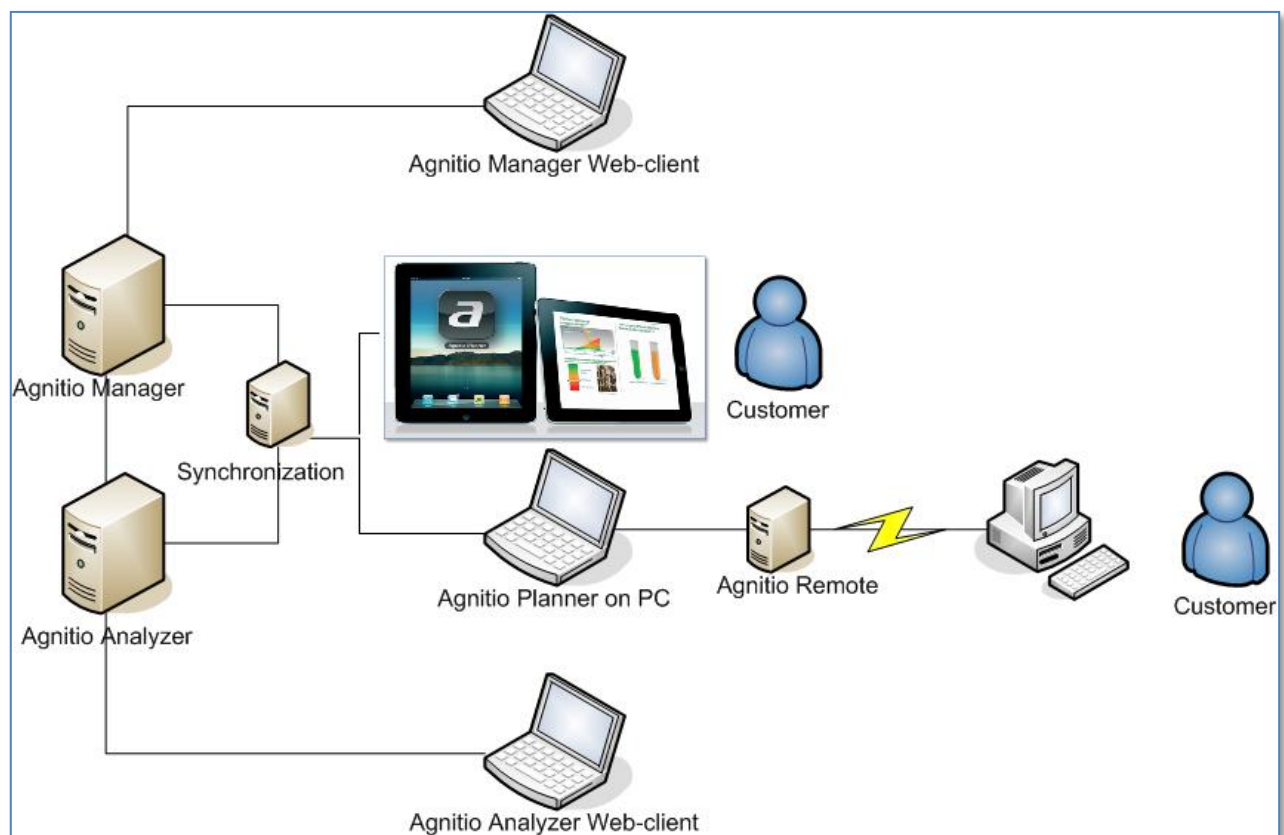 Agnitio Manager Web-client
a
Agnitio Manager
Customer
Synchronization
Agnitio Planner on PC
Agnitio Remote
Customer
Agnitio Analyzer
Agnitio Analyzer Web-client